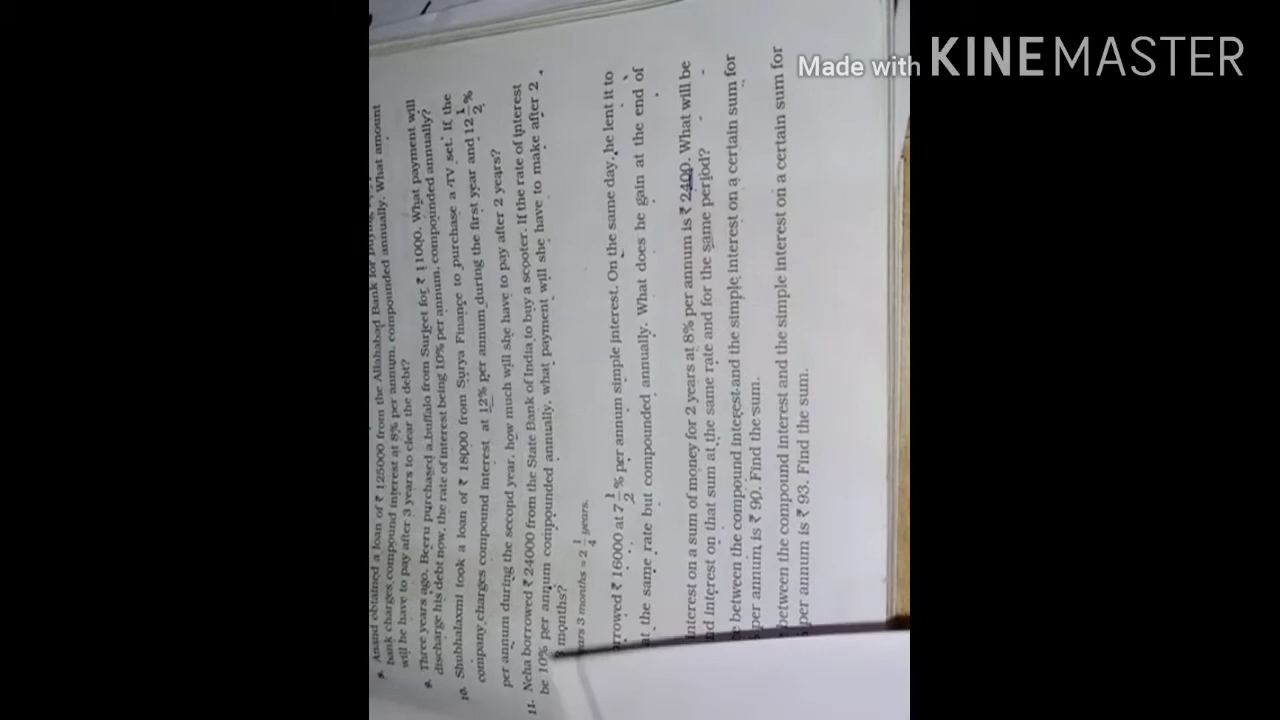 Made with KINEMASTER
8. Anand obtained a loan of ₹ 125000 from the Allahabad Bank for buying
bank charges compound interest at 8% per annum, compounded annually. What amount
will he have to pay after 3 years to clear the debt?
9. Three years ago, Beeru purchased a buffalo from Surjeet for ₹ 11000. What payment will
discharge his debt now, the rate of interest being 10% per annum, compounded annually?
10. Shubhalaxmi took a loan of ₹ 18000 from Surya Finance to purchase a TV set. If the
company charges compound interest at 12% per annum during the first year and 12 1/2 %
per annum during the second year, how much will she have to pay after 2 years?
11. Neha borrowed ₹ 24000 from the State Bank of India to buy a scooter. If the rate of interest
be 10% per annum compounded annually, what payment will she have to make after 2
3 months?
ars 3 months = 2 1/4 years.
rrowed ₹ 16000 at 7 1/2 % per annum simple interest. On the same day, he lent it to
at the same rate but compounded annually. What does he gain at the end of
interest on a sum of money for 2 years at 8% per annum is ₹ 2400. What will be
nd interest on that sum at the same rate and for the same period?
e between the compound interest and the simple interest on a certain sum for
per annum is ₹ 90. Find the sum.
between the compound interest and the simple interest on a certain sum for
per annum is ₹ 93. Find the sum.